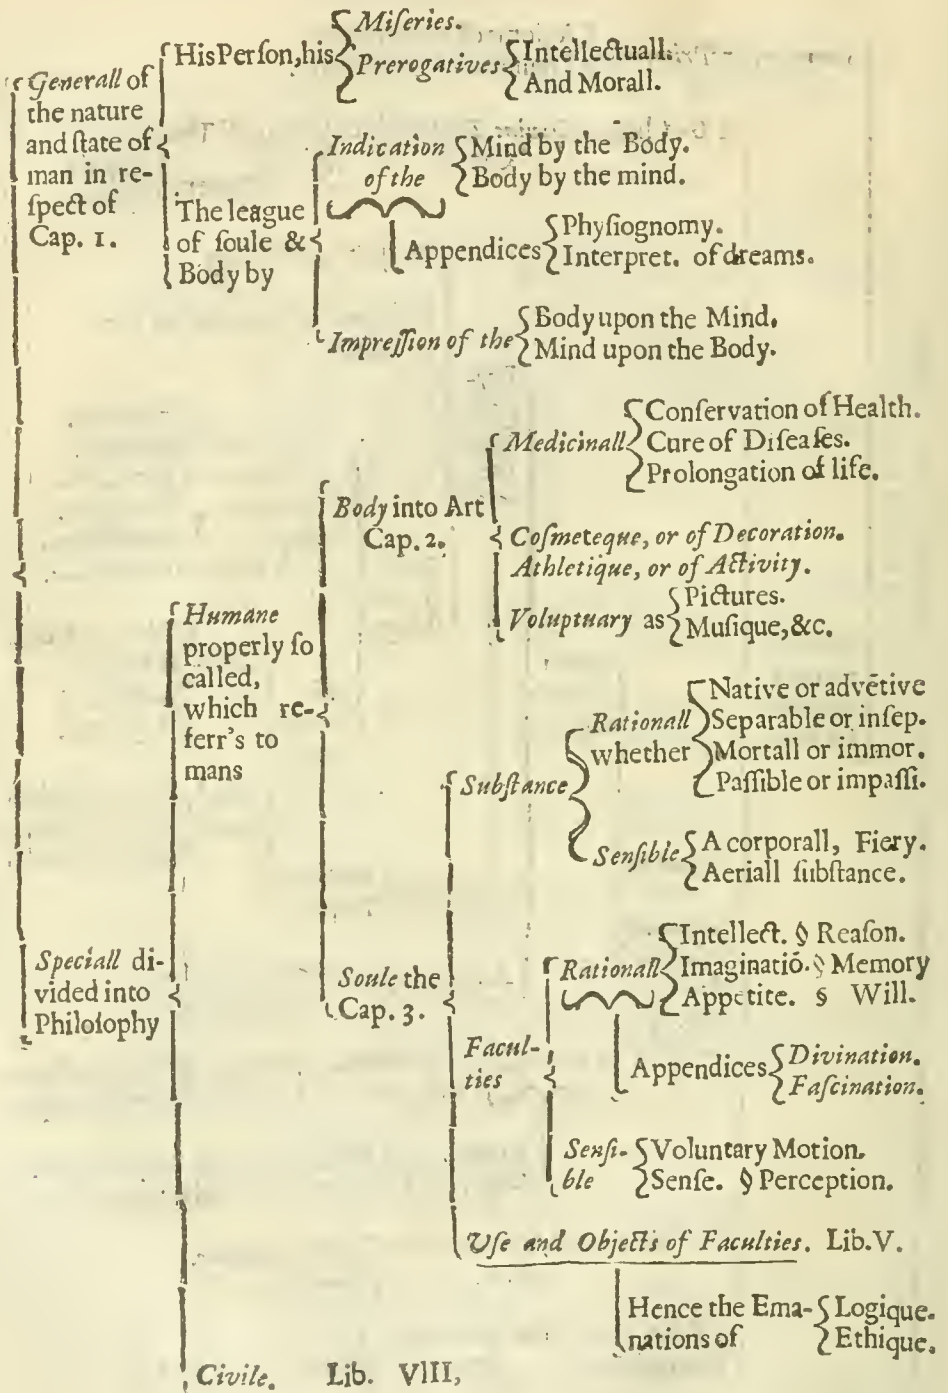 Generall of
the nature
and ſtate of
man in re-
ſpect of
Cap. 1.
His Perſon, his
Miſeries.
Prerogatives
Intellectuall.
And Morall.
The league
of ſoule &
Body by
Indication
of the
Mind by the Body.
Body by the mind.
Appendices
Phyſiognomy.
Interpret. of dreams.
Impreſſion of the
Body upon the Mind.
Mind upon the Body.
Speciall di-
vided into
Philoſophy
Humane
properly ſo
called,
which re-
ferr's to
mans
Body into Art
Cap. 2.
Medicinall
Conſervation of Health.
Cure of Diſeaſes.
Prolongation of life.
Coſmeteque, or of Decoration.
Athletique, or of Activity.
Voluptuary as
Pictures.
Muſique, &c.
Soule the
Cap. 3.
Subſtance
Rationall
whether
Native or advētive
Separable or inſep.
Mortall or immor.
Paſſible or impaſſi.
Senſible
A corporall, Fiery.
Aeriall ſubſtance.
Facul-
ties
Rationall
Intellect. § Reaſon.
Imaginatiō. § Memory
Appetite. § Will.
Appendices
Divination.
Faſcination.
Senſi-
ble
Voluntary Motion.
Senſe. § Perception.
Uſe and Objects of Faculties. Lib. V.
Hence the Ema-
nations of
Logique.
Ethique.
Civile. Lib. VIII,